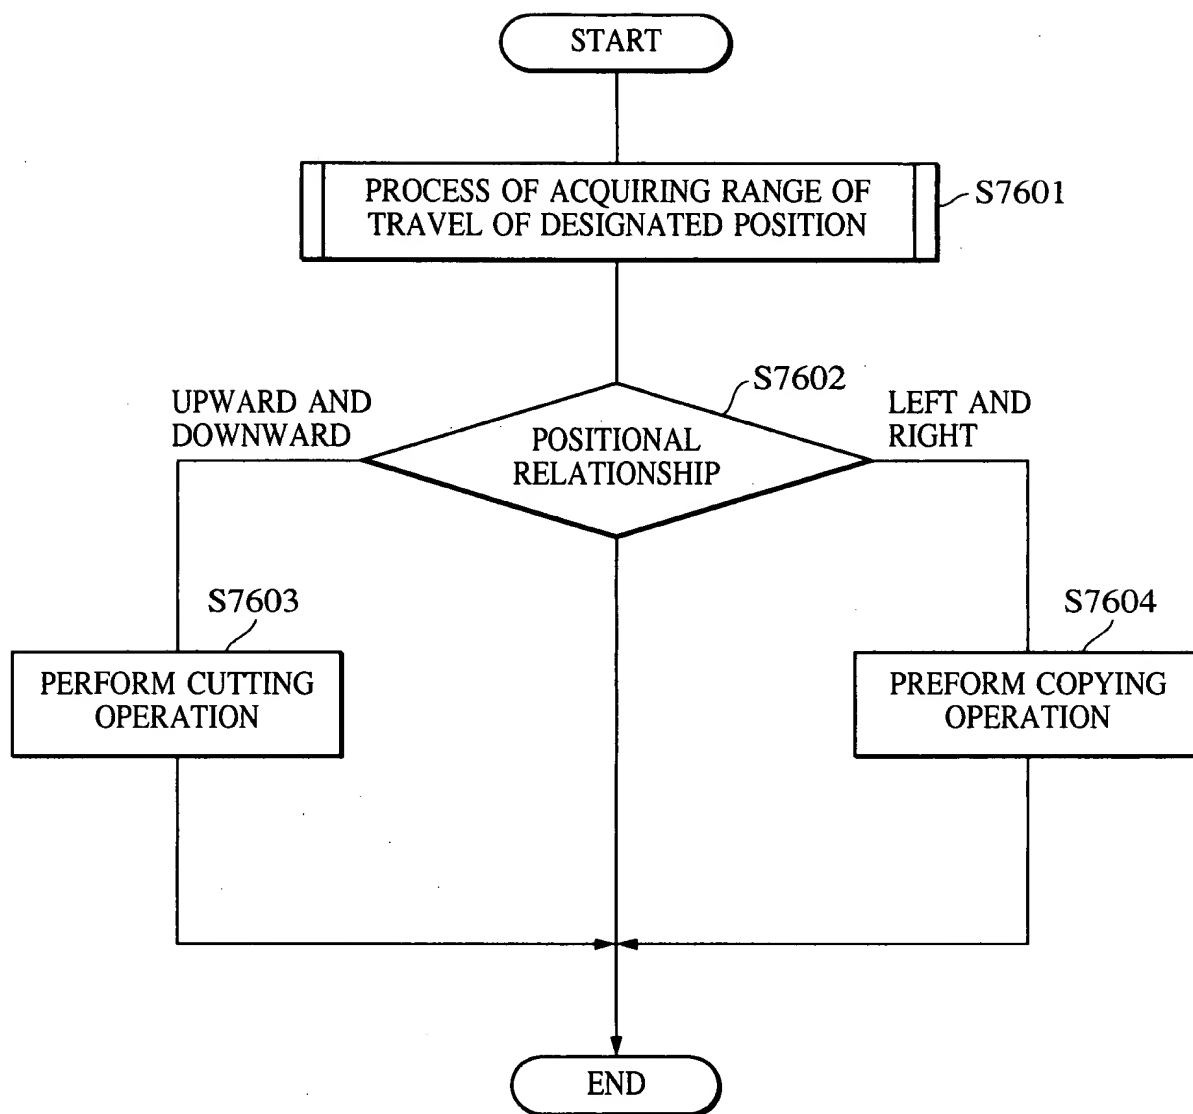 START
PROCESS OF ACQUIRING RANGE OF
TRAVEL OF DESIGNATED POSITION
S7601
S7602
UPWARD AND
DOWNWARD
POSITIONAL
RELATIONSHIP
LEFT AND
RIGHT
S7603
PERFORM CUTTING
OPERATION
S7604
PREFORM COPYING
OPERATION
END